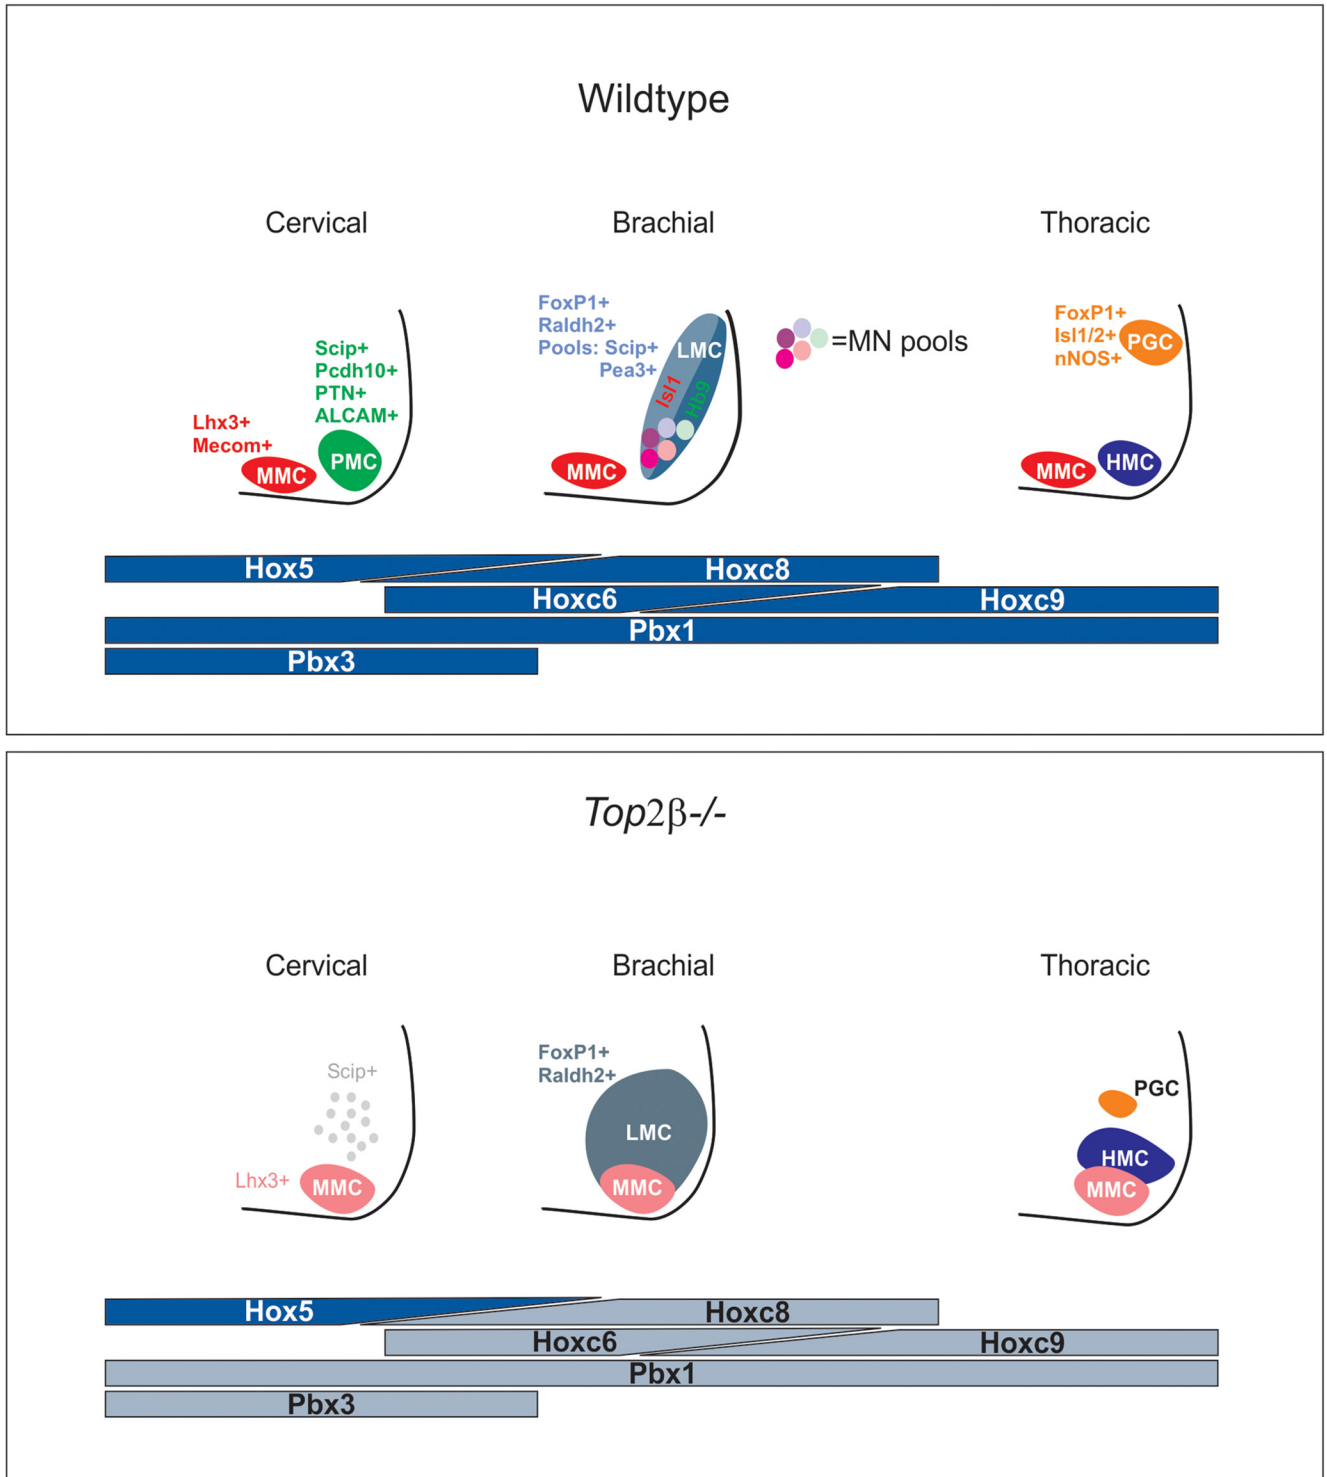 Wildtype
Cervical
Brachial
Thoracic
Scip+
Pcdh10+
PTN+
ALCAM+
Lhx3+
Mecom+
MMC
PMC
FoxP1+
Raldh2+
Pools: Scip+
Pea3+
LMC
Isl1
Hb9
MMC
=MN pools
FoxP1+
Isl1/2+
nNOS+
PGC
MMC
HMC
Hox5
Hoxc8
Hoxc6
Hoxc9
Pbx1
Pbx3
Top2β-/-
Cervical
Brachial
Thoracic
Scip+
Lhx3+
MMC
FoxP1+
Raldh2+
LMC
MMC
PGC
HMC
MMC
Hox5
Hoxc8
Hoxc6
Hoxc9
Pbx1
Pbx3